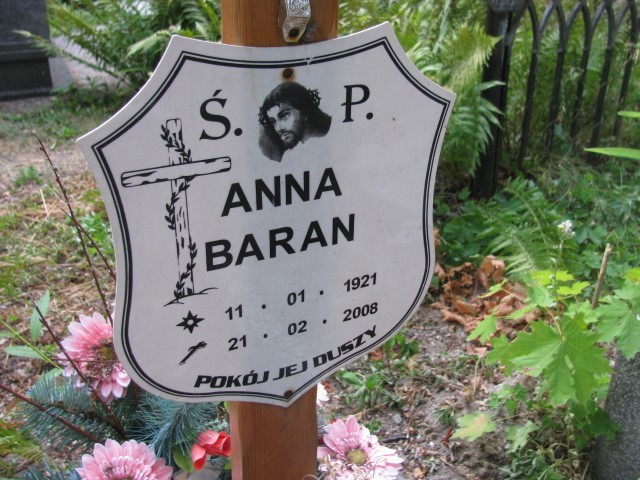 Ś. P.
ANNA
BARAN
11 · 01 · 1921
21 · 02 · 2008
POKÓJ JEJ DUSZY